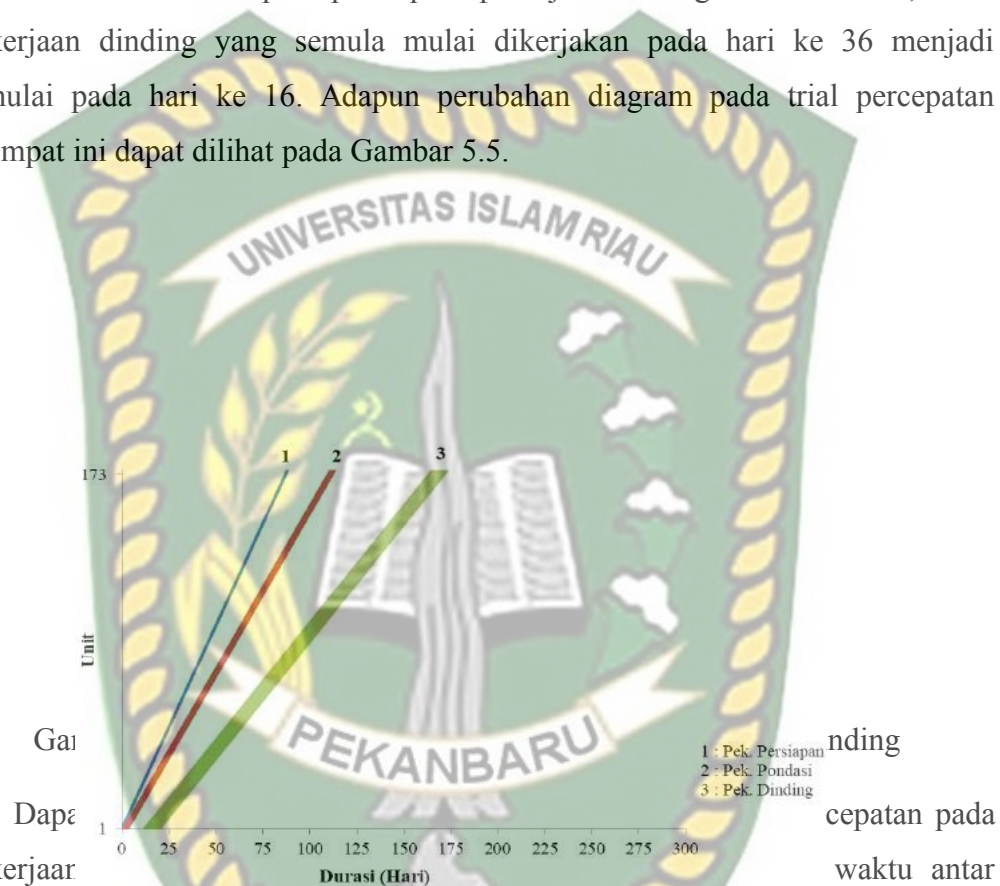 kerjaan dinding yang semula mulai dikerjakan pada hari ke 36 menjadi
mulai pada hari ke 16. Adapun perubahan diagram pada trial percepatan
mpat ini dapat dilihat pada Gambar 5.5.
UNIVERSITAS ISLAM RIAU
1 2 3
173
Unit
PEKANBARU
1 : Pek. Persiapan
2 : Pek. Pondasi
3 : Pek. Dinding
Gar nding
Dapa cepatan pada
1
0 25 50 75 100 125 150 175 200 225 250 275 300
kerjaan waktu antar
Durasi (Hari)